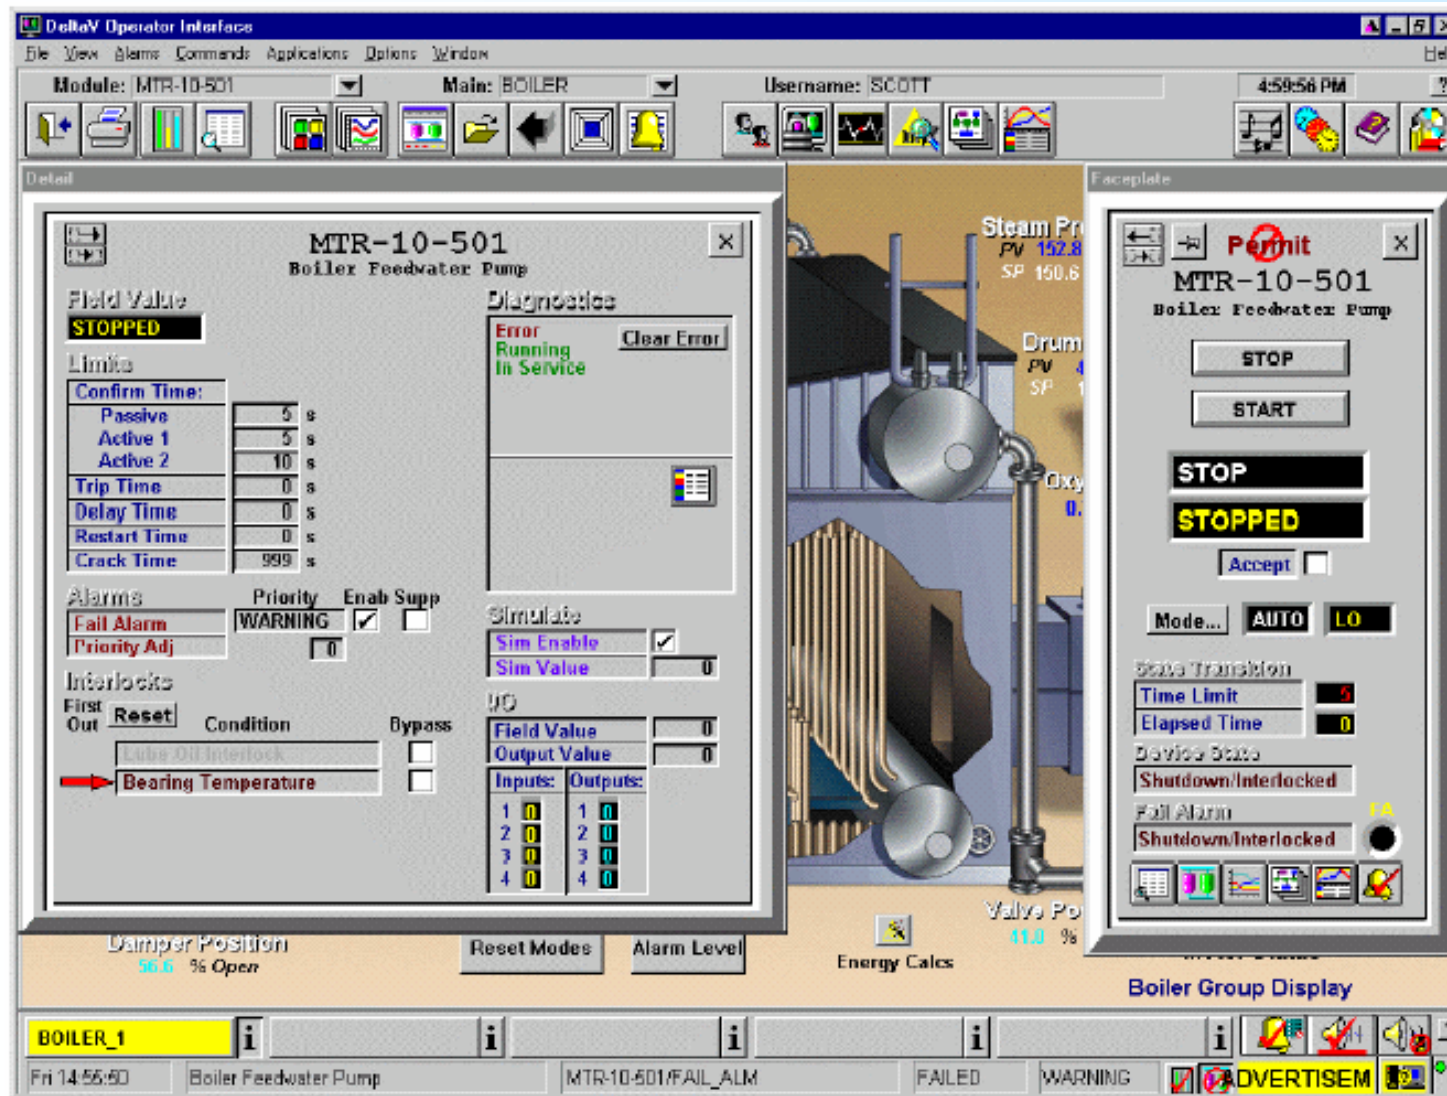 DeltaV Operator Interface
File View Alarms Commands Applications Options Window Hel
Module: MTR-10-501 Main: BOILER Username: SCOTT 4:59:56 PM ?
Detail
MTR-10-501
Boiler Feedwater Pump
Field Value
STOPPED
Limits
Confirm Time:
Passive 5 s
Active 1 5 s
Active 2 10 s
Trip Time 0 s
Delay Time 0 s
Restart Time 0 s
Crack Time 999 s
Alarms Priority Enab Supp
Fail Alarm WARNING
Priority Adj 0
Interlocks
First Out Reset Condition Bypass
Lube Oil Interlock
Bearing Temperature
Diagnostics
Error Clear Error
Running
In Service
Simulate
Sim Enable
Sim Value 0
I/O
Field Value 0
Output Value 0
Inputs: Outputs:
1 0 1 0
2 0 2 0
3 0 3 0
4 0 4 0
Steam Pr
PV 152.8
SP 150.6
Drum
PV 4
SP 1
Oxy
0.
Valve Po
41.0 %
Faceplate
Permit
MTR-10-501
Boiler Feedwater Pump
STOP
START
STOP
STOPPED
Accept
Mode... AUTO LO
State Transition
Time Limit 5
Elapsed Time 0
Device State
Shutdown/Interlocked
Fail Alarm FA
Shutdown/Interlocked
Damper Position
56.6 % Open
Reset Modes Alarm Level
Energy Calcs
Boiler Group Display
BOILER_1 i i i i i
Fri 14:55:50 Boiler Feedwater Pump MTR-10-501/FAIL_ALM FAILED WARNING ADVERTISEM